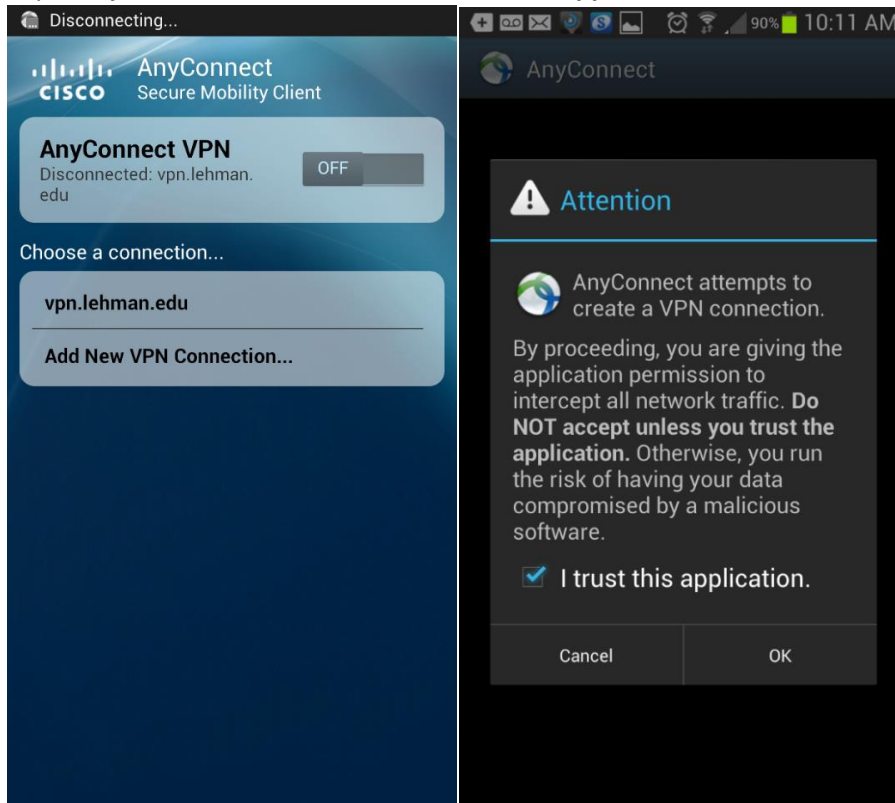 Disconnecting...
CISCO
AnyConnect
Secure Mobility Client
AnyConnect VPN
Disconnected: vpn.lehman.
edu
OFF
Choose a connection...
vpn.lehman.edu
Add New VPN Connection...
90% 10:11 AM
AnyConnect
Attention
AnyConnect attempts to
create a VPN connection.
By proceeding, you are giving the
application permission to
intercept all network traffic. Do
NOT accept unless you trust the
application. Otherwise, you run
the risk of having your data
compromised by a malicious
software.
I trust this application.
Cancel
OK